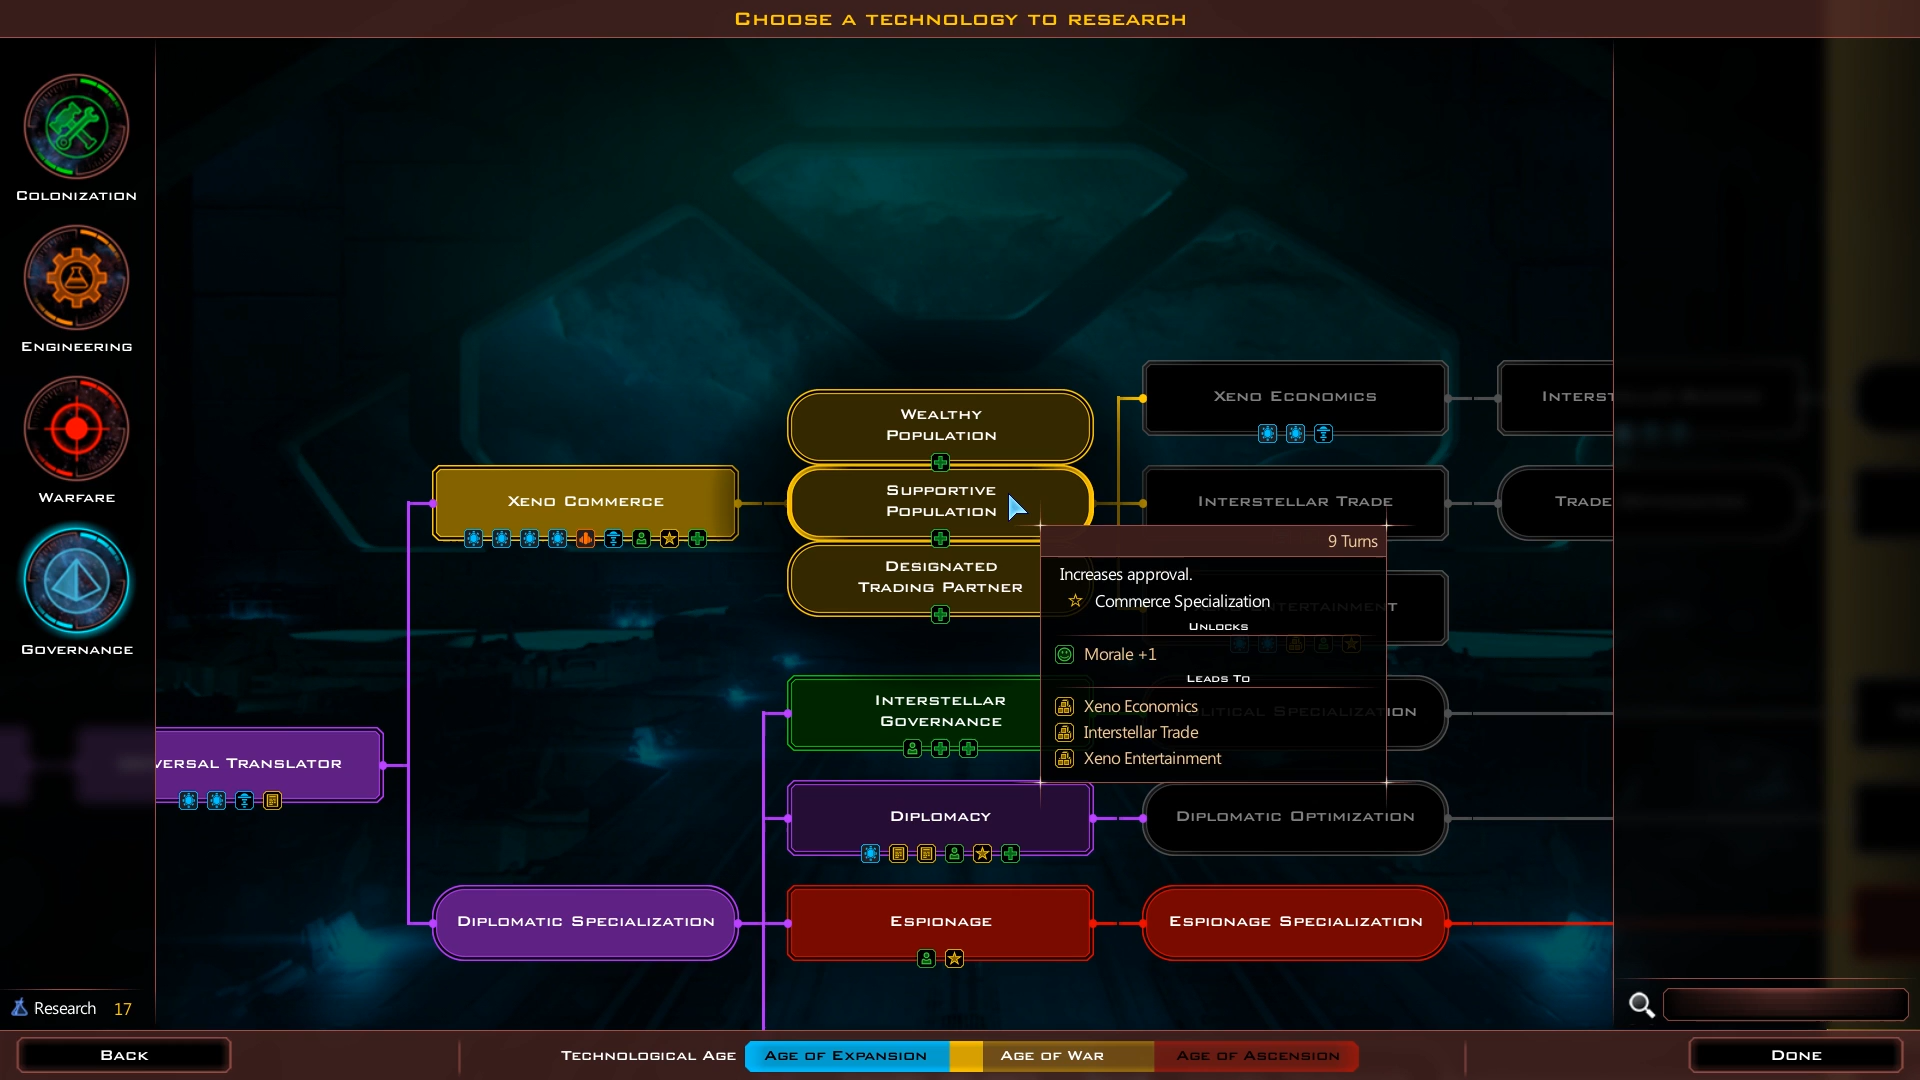 Choose a technology to research
Colonization
Engineering
Warfare
Governance
Wealthy
Population
Xeno Economics
Xeno Commerce
Supportive
Population
Interstellar Trade
Trade
Designated
Trading Partner
9 Turns
Increases approval.
Commerce Specialization
Unlocks
Morale +1
Leads To
Xeno Economics
Interstellar Trade
Xeno Entertainment
Interstellar
Governance
versal Translator
Diplomacy
Diplomatic Optimization
Diplomatic Specialization
Espionage
Espionage Specialization
Research 17
Back
Technological Age
Age of Expansion
Age of War
Age of Ascension
Done